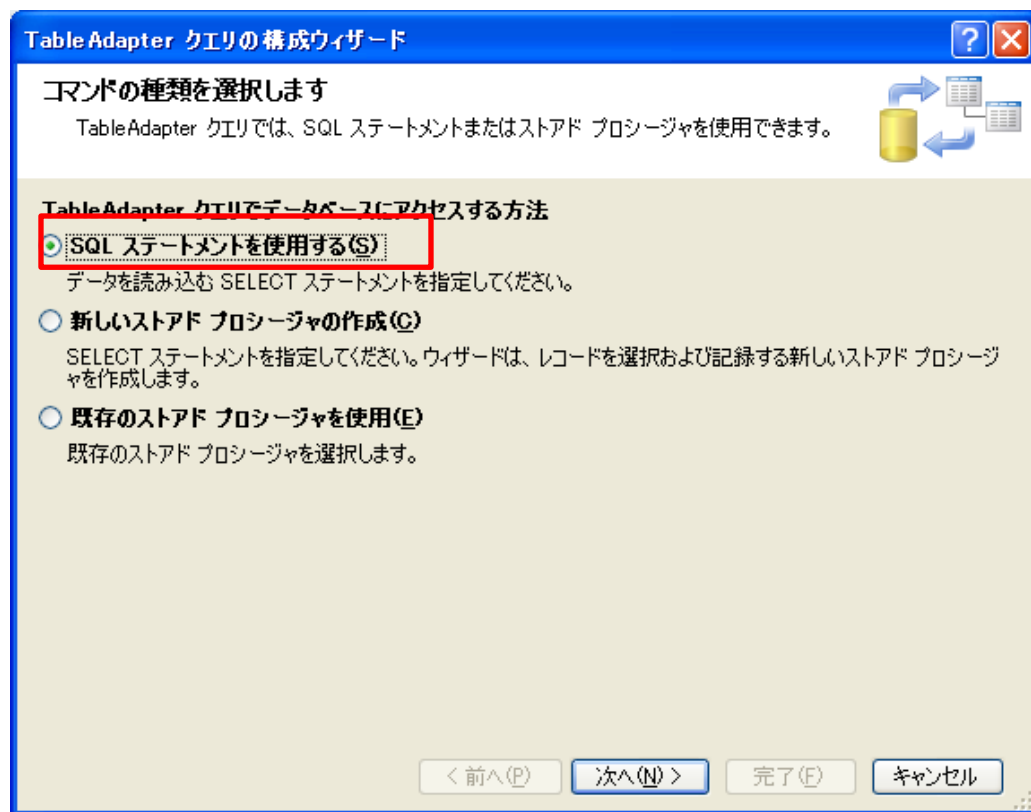 TableAdapter クエリの構成ウィザード
コマンドの種類を選択します
TableAdapter クエリでは、SQL ステートメントまたはストアド プロシージャを使用できます。
TableAdapter クエリでデータベースにアクセスする方法
SQL ステートメントを使用する(S)
データを読み込む SELECT ステートメントを指定してください。
新しいストアド プロシージャの作成(C)
SELECT ステートメントを指定してください。ウィザードは、レコードを選択および記録する新しいストアド プロシージ
ャを作成します。
既存のストアド プロシージャを使用(E)
既存のストアド プロシージャを選択します。
< 前へ(P) 次へ(N) > 完了(F) キャンセル